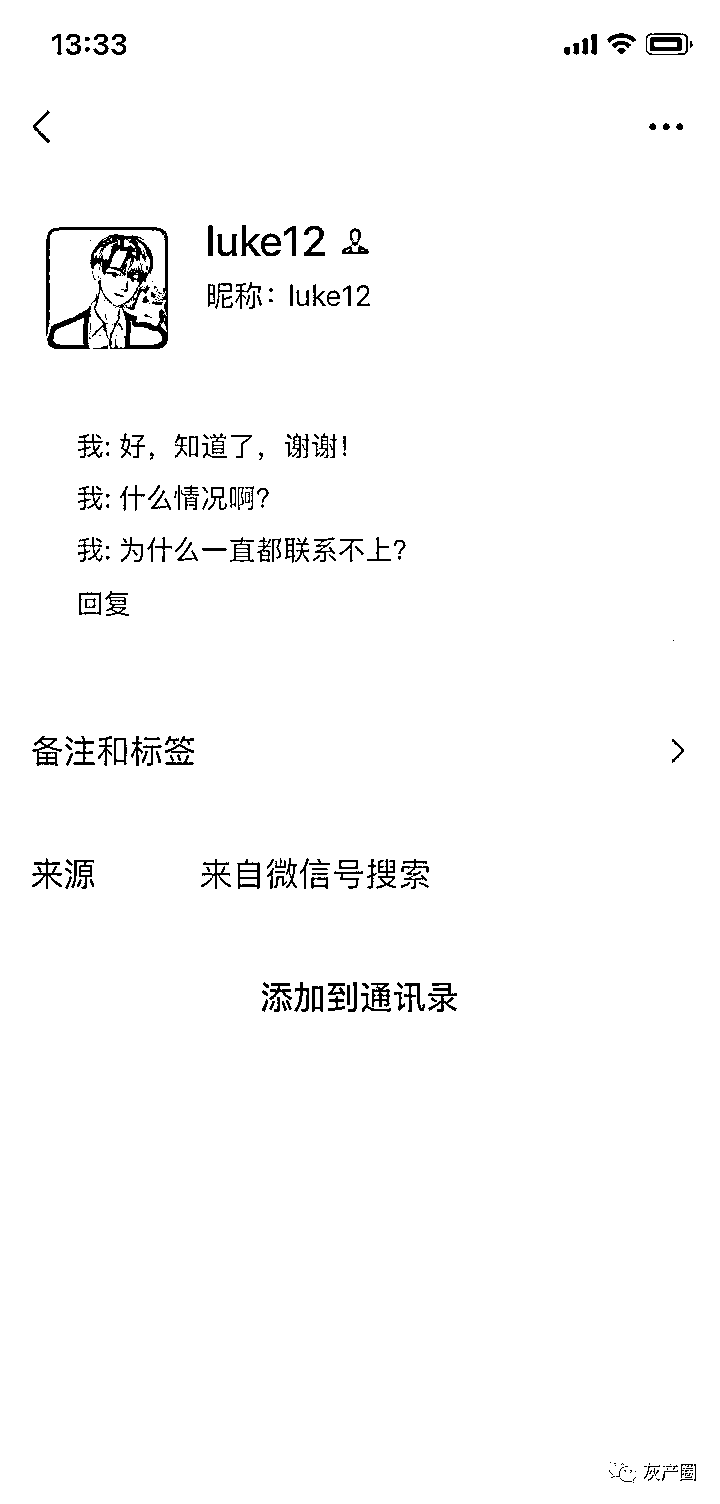 13:33
luke12
昵称：luke12
我: 好，知道了，谢谢！
我: 什么情况啊？
我: 为什么一直都联系不上？
回复
备注和标签
来源 来自微信号搜索
添加到通讯录
灰产圈